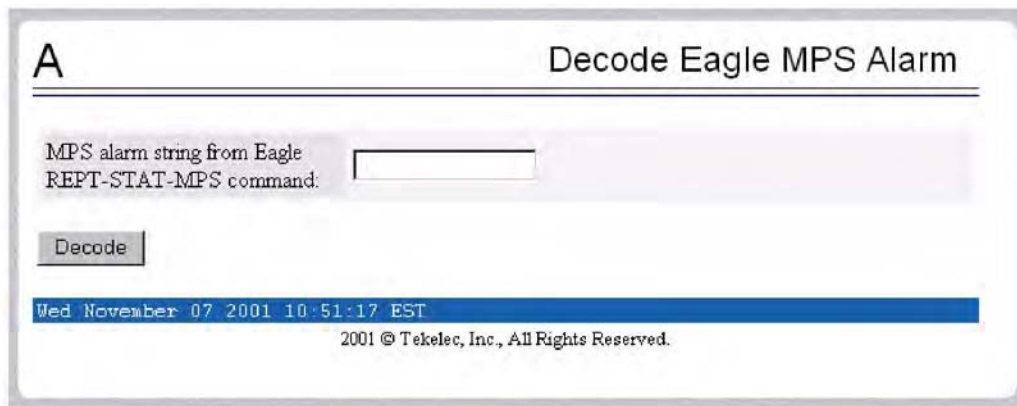 A
Decode Eagle MPS Alarm
MPS alarm string from Eagle
REPT-STAT-MPS command:
Decode
Wed November 07 2001 10:51:17 EST
2001 © Tekelec, Inc., All Rights Reserved.